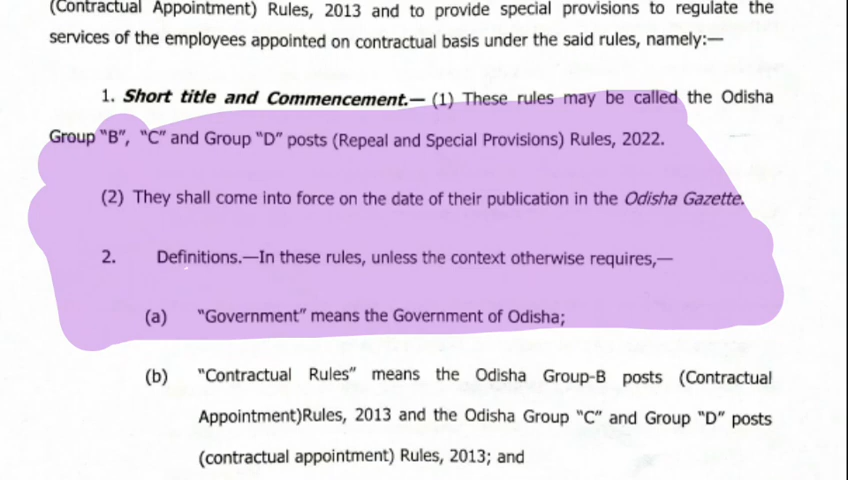 (Contractual Appointment) Rules, 2013 and to provide special provisions to regulate the
services of the employees appointed on contractual basis under the said rules, namely:—
1. Short title and Commencement.— (1) These rules may be called the Odisha
Group "B", "C" and Group "D" posts (Repeal and Special Provisions) Rules, 2022.
(2) They shall come into force on the date of their publication in the Odisha Gazette.
2. Definitions.—In these rules, unless the context otherwise requires,—
(a) "Government" means the Government of Odisha;
(b) "Contractual Rules" means the Odisha Group-B posts (Contractual
Appointment)Rules, 2013 and the Odisha Group "C" and Group "D" posts
(contractual appointment) Rules, 2013; and